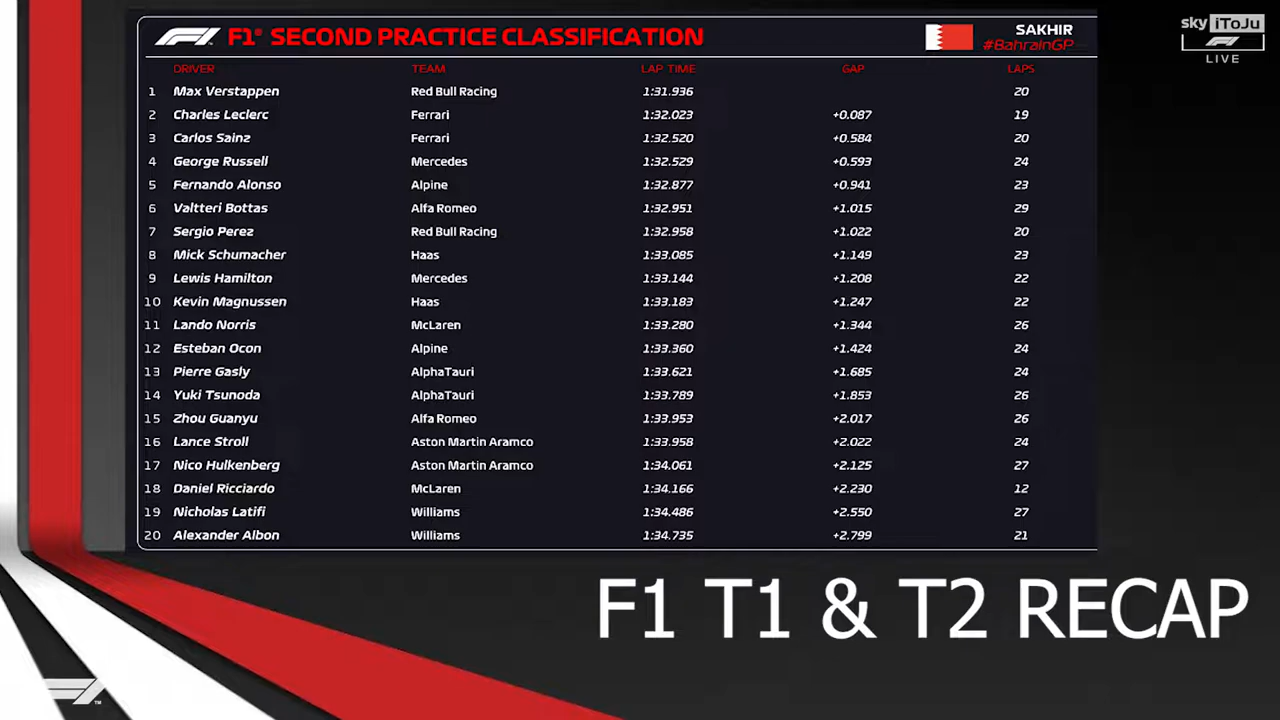 F1® SECOND PRACTICE CLASSIFICATION
SAKHIR
#BahrainGP
sky iToJu
F1
LIVE
DRIVER TEAM LAP TIME GAP LAPS
1 Max Verstappen Red Bull Racing 1:31.936 20
2 Charles Leclerc Ferrari 1:32.023 +0.087 19
3 Carlos Sainz Ferrari 1:32.520 +0.584 20
4 George Russell Mercedes 1:32.529 +0.593 24
5 Fernando Alonso Alpine 1:32.877 +0.941 23
6 Valtteri Bottas Alfa Romeo 1:32.951 +1.015 29
7 Sergio Perez Red Bull Racing 1:32.958 +1.022 20
8 Mick Schumacher Haas 1:33.085 +1.149 23
9 Lewis Hamilton Mercedes 1:33.144 +1.208 22
10 Kevin Magnussen Haas 1:33.183 +1.247 22
11 Lando Norris McLaren 1:33.280 +1.344 26
12 Esteban Ocon Alpine 1:33.360 +1.424 24
13 Pierre Gasly AlphaTauri 1:33.621 +1.685 24
14 Yuki Tsunoda AlphaTauri 1:33.789 +1.853 26
15 Zhou Guanyu Alfa Romeo 1:33.953 +2.017 26
16 Lance Stroll Aston Martin Aramco 1:33.958 +2.022 24
17 Nico Hulkenberg Aston Martin Aramco 1:34.061 +2.125 27
18 Daniel Ricciardo McLaren 1:34.166 +2.230 12
19 Nicholas Latifi Williams 1:34.486 +2.550 27
20 Alexander Albon Williams 1:34.735 +2.799 21
F1 T1 & T2 RECAP
F1™